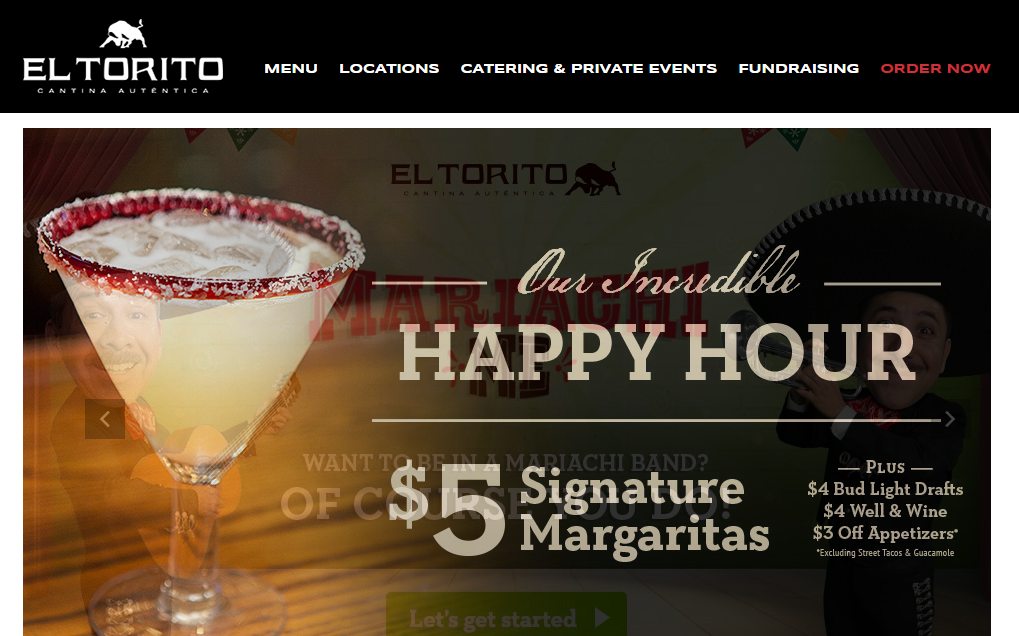 EL TORITO
CANTINA AUTÉNTICA
MENU LOCATIONS CATERING & PRIVATE EVENTS FUNDRAISING ORDER NOW
EL TORITO
CANTINA AUTÉNTICA
Our Incredible
MARIACHI
HAPPY HOUR
ME
WANT TO BE IN A MARIACHI BAND?
OF COURSE YOU DO!
$5 Signature
Margaritas
PLUS
$4 Bud Light Drafts
$4 Well & Wine
$3 Off Appetizers*
*Excluding Street Tacos & Guacamole
Let's get started